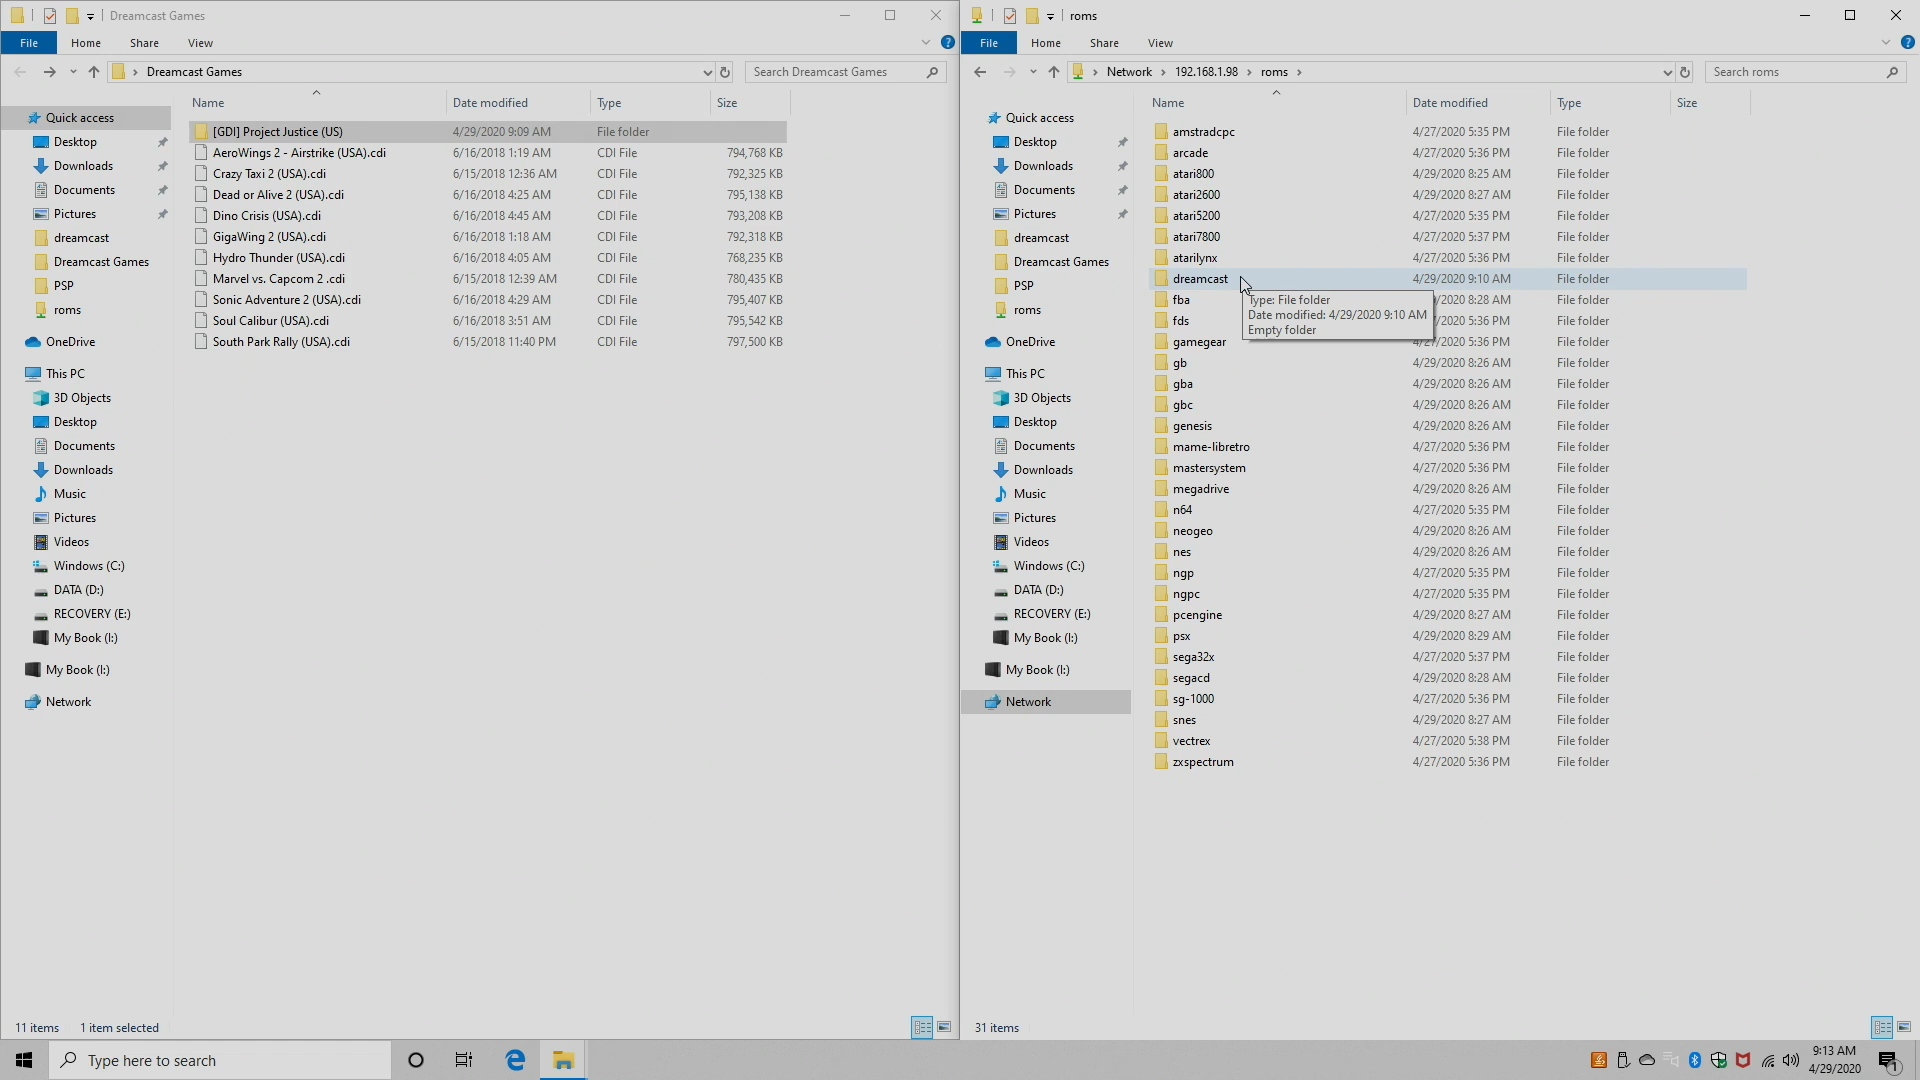 Dreamcast Games
File Home Share View
Dreamcast Games
Search Dreamcast Games
Name Date modified Type Size
Quick access
Desktop
Downloads
Documents
Pictures
dreamcast
Dreamcast Games
PSP
roms
OneDrive
This PC
3D Objects
Desktop
Documents
Downloads
Music
Pictures
Videos
Windows (C:)
DATA (D:)
RECOVERY (E:)
My Book (I:)
My Book (I:)
Network
[GDI] Project Justice (US) 4/29/2020 9:09 AM File folder
AeroWings 2 - Airstrike (USA).cdi 6/16/2018 1:19 AM CDI File 794,768 KB
Crazy Taxi 2 (USA).cdi 6/15/2018 12:36 AM CDI File 792,325 KB
Dead or Alive 2 (USA).cdi 6/16/2018 4:25 AM CDI File 795,138 KB
Dino Crisis (USA).cdi 6/16/2018 4:45 AM CDI File 793,208 KB
GigaWing 2 (USA).cdi 6/16/2018 1:18 AM CDI File 792,318 KB
Hydro Thunder (USA).cdi 6/16/2018 4:05 AM CDI File 768,235 KB
Marvel vs. Capcom 2 .cdi 6/15/2018 12:39 AM CDI File 780,435 KB
Sonic Adventure 2 (USA).cdi 6/16/2018 4:29 AM CDI File 795,407 KB
Soul Calibur (USA).cdi 6/16/2018 3:51 AM CDI File 795,542 KB
South Park Rally (USA).cdi 6/15/2018 11:40 PM CDI File 797,500 KB
11 items 1 item selected
roms
File Home Share View
Network 192.168.1.98 roms
Search roms
Name Date modified Type Size
Quick access
Desktop
Downloads
Documents
Pictures
dreamcast
Dreamcast Games
PSP
roms
OneDrive
This PC
3D Objects
Desktop
Documents
Downloads
Music
Pictures
Videos
Windows (C:)
DATA (D:)
RECOVERY (E:)
My Book (I:)
My Book (I:)
Network
amstradcpc 4/27/2020 5:35 PM File folder
arcade 4/27/2020 5:36 PM File folder
atari800 4/29/2020 8:25 AM File folder
atari2600 4/29/2020 8:27 AM File folder
atari5200 4/27/2020 5:35 PM File folder
atari7800 4/27/2020 5:37 PM File folder
atarilynx 4/27/2020 5:36 PM File folder
dreamcast 4/29/2020 9:10 AM File folder
fba 8:28 AM File folder
fds 5:36 PM File folder
gamegear 4/27/2020 5:36 PM File folder
Type: File folder
Date modified: 4/29/2020 9:10 AM
Empty folder
gb 4/29/2020 8:26 AM File folder
gba 4/29/2020 8:26 AM File folder
gbc 4/29/2020 8:26 AM File folder
genesis 4/29/2020 8:26 AM File folder
mame-libretro 4/27/2020 5:36 PM File folder
mastersystem 4/27/2020 5:36 PM File folder
megadrive 4/29/2020 8:26 AM File folder
n64 4/27/2020 5:35 PM File folder
neogeo 4/29/2020 8:26 AM File folder
nes 4/29/2020 8:26 AM File folder
ngp 4/27/2020 5:35 PM File folder
ngpc 4/27/2020 5:35 PM File folder
pcengine 4/29/2020 8:27 AM File folder
psx 4/29/2020 8:29 AM File folder
sega32x 4/27/2020 5:37 PM File folder
segacd 4/29/2020 8:28 AM File folder
sg-1000 4/27/2020 5:36 PM File folder
snes 4/29/2020 8:27 AM File folder
vectrex 4/27/2020 5:38 PM File folder
zxspectrum 4/27/2020 5:36 PM File folder
31 items
Type here to search
9:13 AM
4/29/2020
1